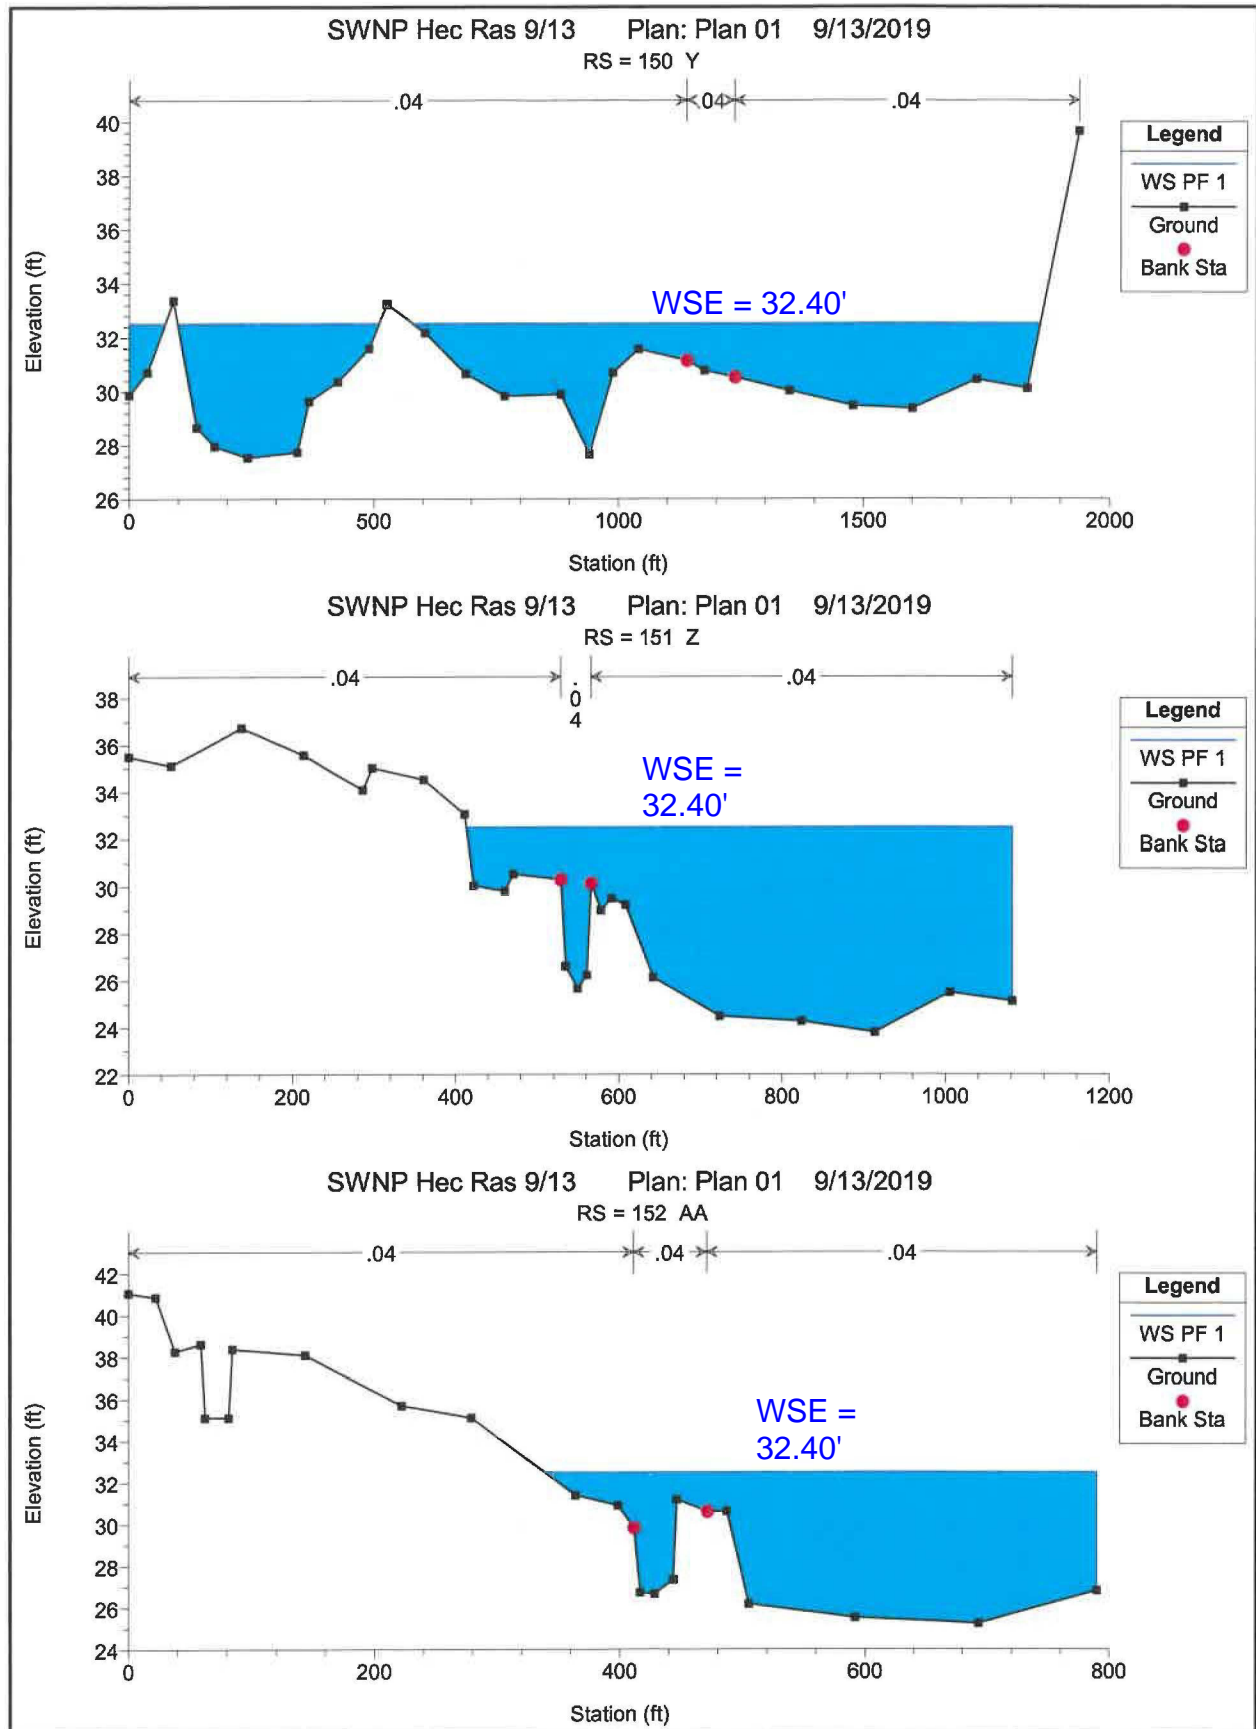 SWNP Hec Ras 9/13 Plan: Plan 01 9/13/2019
RS = 150 Y
.04 .04 .04
40
38
36
34
32
30
28
26
Elevation (ft)
WSE = 32.40'
0 500 1000 1500 2000
Station (ft)
Legend
WS PF 1
Ground
Bank Sta
SWNP Hec Ras 9/13 Plan: Plan 01 9/13/2019
RS = 151 Z
.04 .04 .04
38
36
34
32
30
28
26
24
22
Elevation (ft)
WSE =
32.40'
0 200 400 600 800 1000 1200
Station (ft)
Legend
WS PF 1
Ground
Bank Sta
SWNP Hec Ras 9/13 Plan: Plan 01 9/13/2019
RS = 152 AA
.04 .04 .04
42
40
38
36
34
32
30
28
26
24
Elevation (ft)
WSE =
32.40'
0 200 400 600 800
Station (ft)
Legend
WS PF 1
Ground
Bank Sta